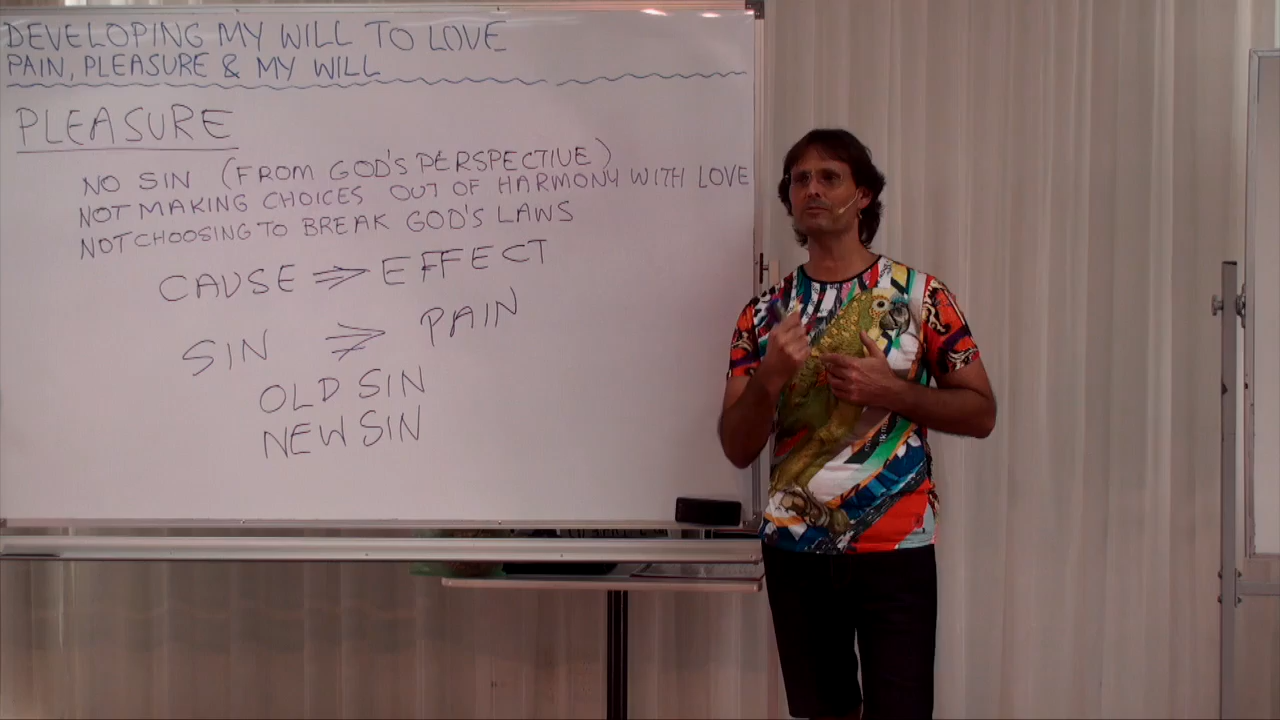 DEVELOPING MY WILL TO LOVE
PAIN, PLEASURE & MY WILL
PLEASURE
NO SIN (FROM GOD'S PERSPECTIVE)
NOT MAKING CHOICES OUT OF HARMONY WITH LOVE
NOT CHOOSING TO BREAK GOD'S LAWS
CAUSE ⇒ EFFECT
SIN ⇒ PAIN
OLD SIN
NEW SIN